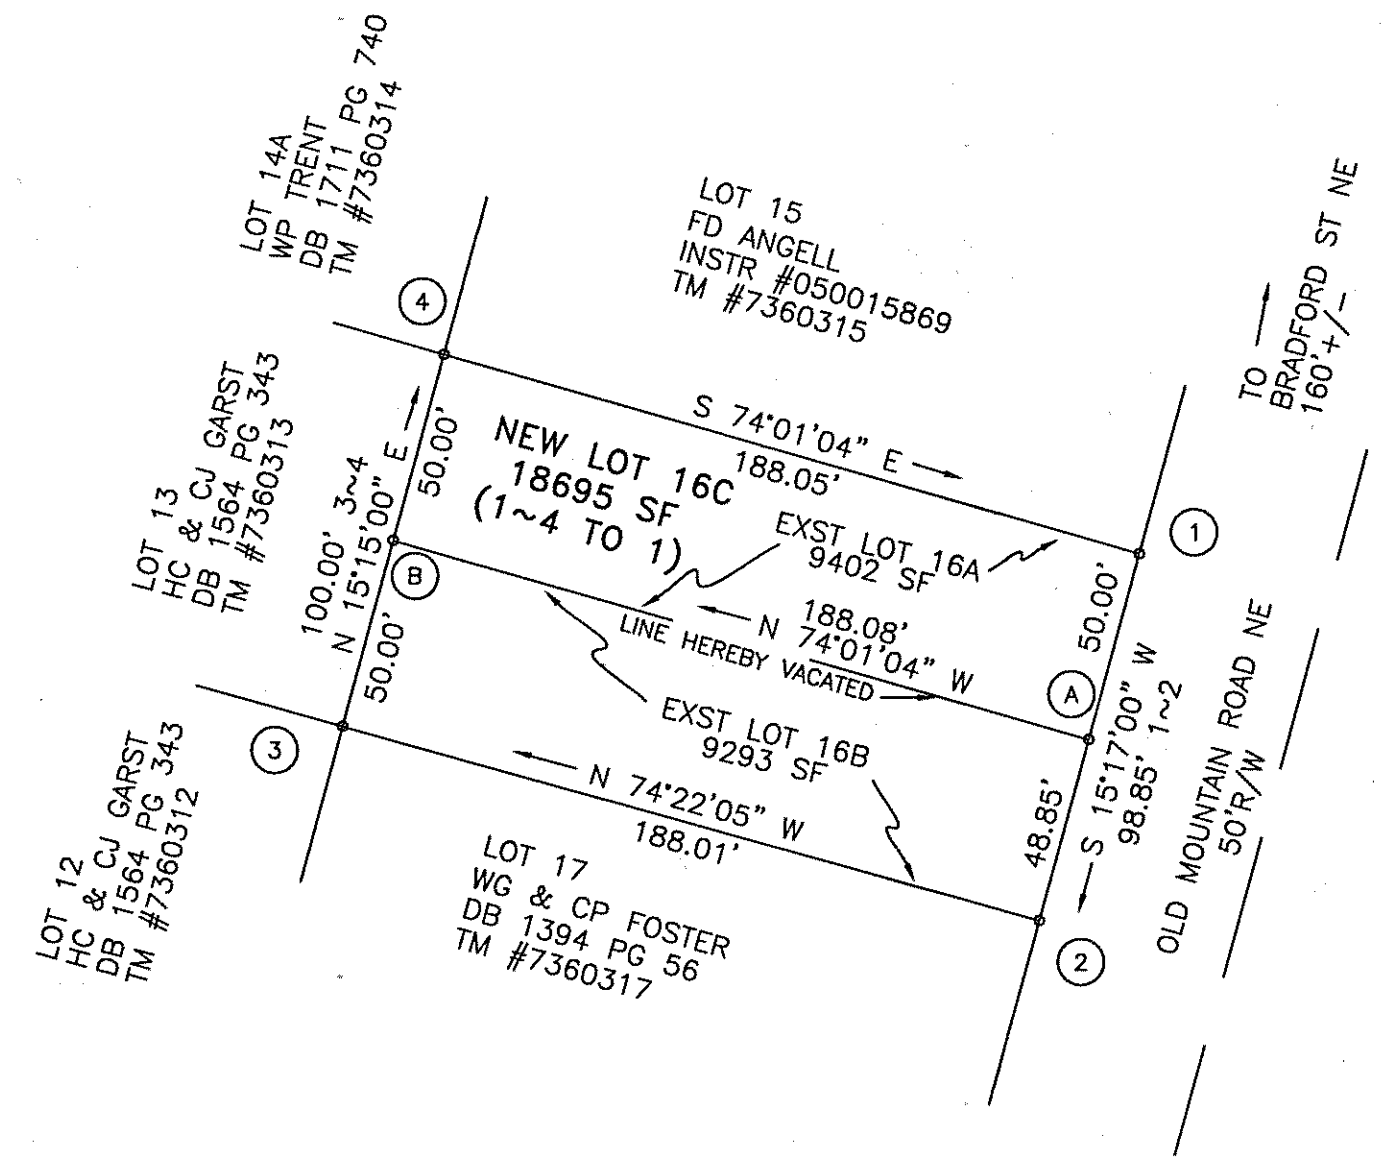 LOT 14A
WP TRENT
DB 1711 PG 740
TM #7360314
LOT 15
FD ANGELL
INSTR #050015869
TM #7360315
TO
BRADFORD ST NE
160'+/-
4
LOT 13
HC & CJ GARST
DB 1564 PG 343
TM #7360313
100.00' 3~4
N 15°15'00" E
50.00'
S 74°01'04" E
188.05'
NEW LOT 16C
18695 SF
(1~4 TO 1)
EXST LOT 16A
9402 SF
1
B
50.00'
188.08'
N 74°01'04" W
LINE HEREBY VACATED
50.00'
A
S 15°17'00" W
98.85' 1~2
OLD MOUNTAIN ROAD NE
50'R/W
3
EXST LOT 16B
9293 SF
N 74°22'05" W
188.01'
48.85'
2
LOT 12
HC & CJ GARST
DB 1564 PG 343
TM #7360312
LOT 17
WG & CP FOSTER
DB 1394 PG 56
TM #7360317